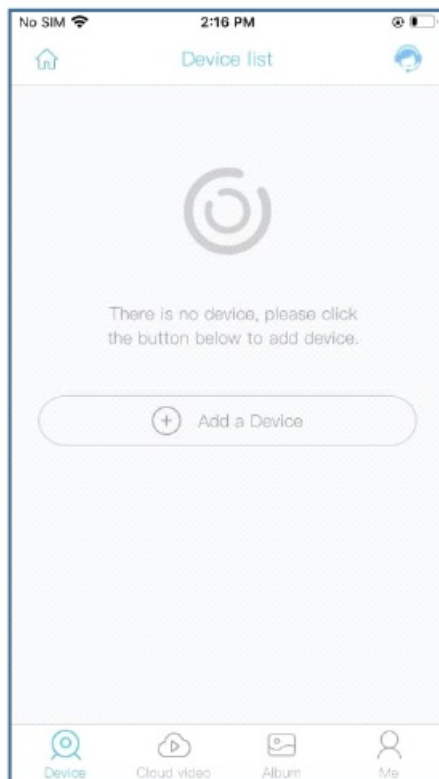 No SIM 2:16 PM
Device list
There is no device, please click
the button below to add device.
Add a Device
Device Cloud video Album Me